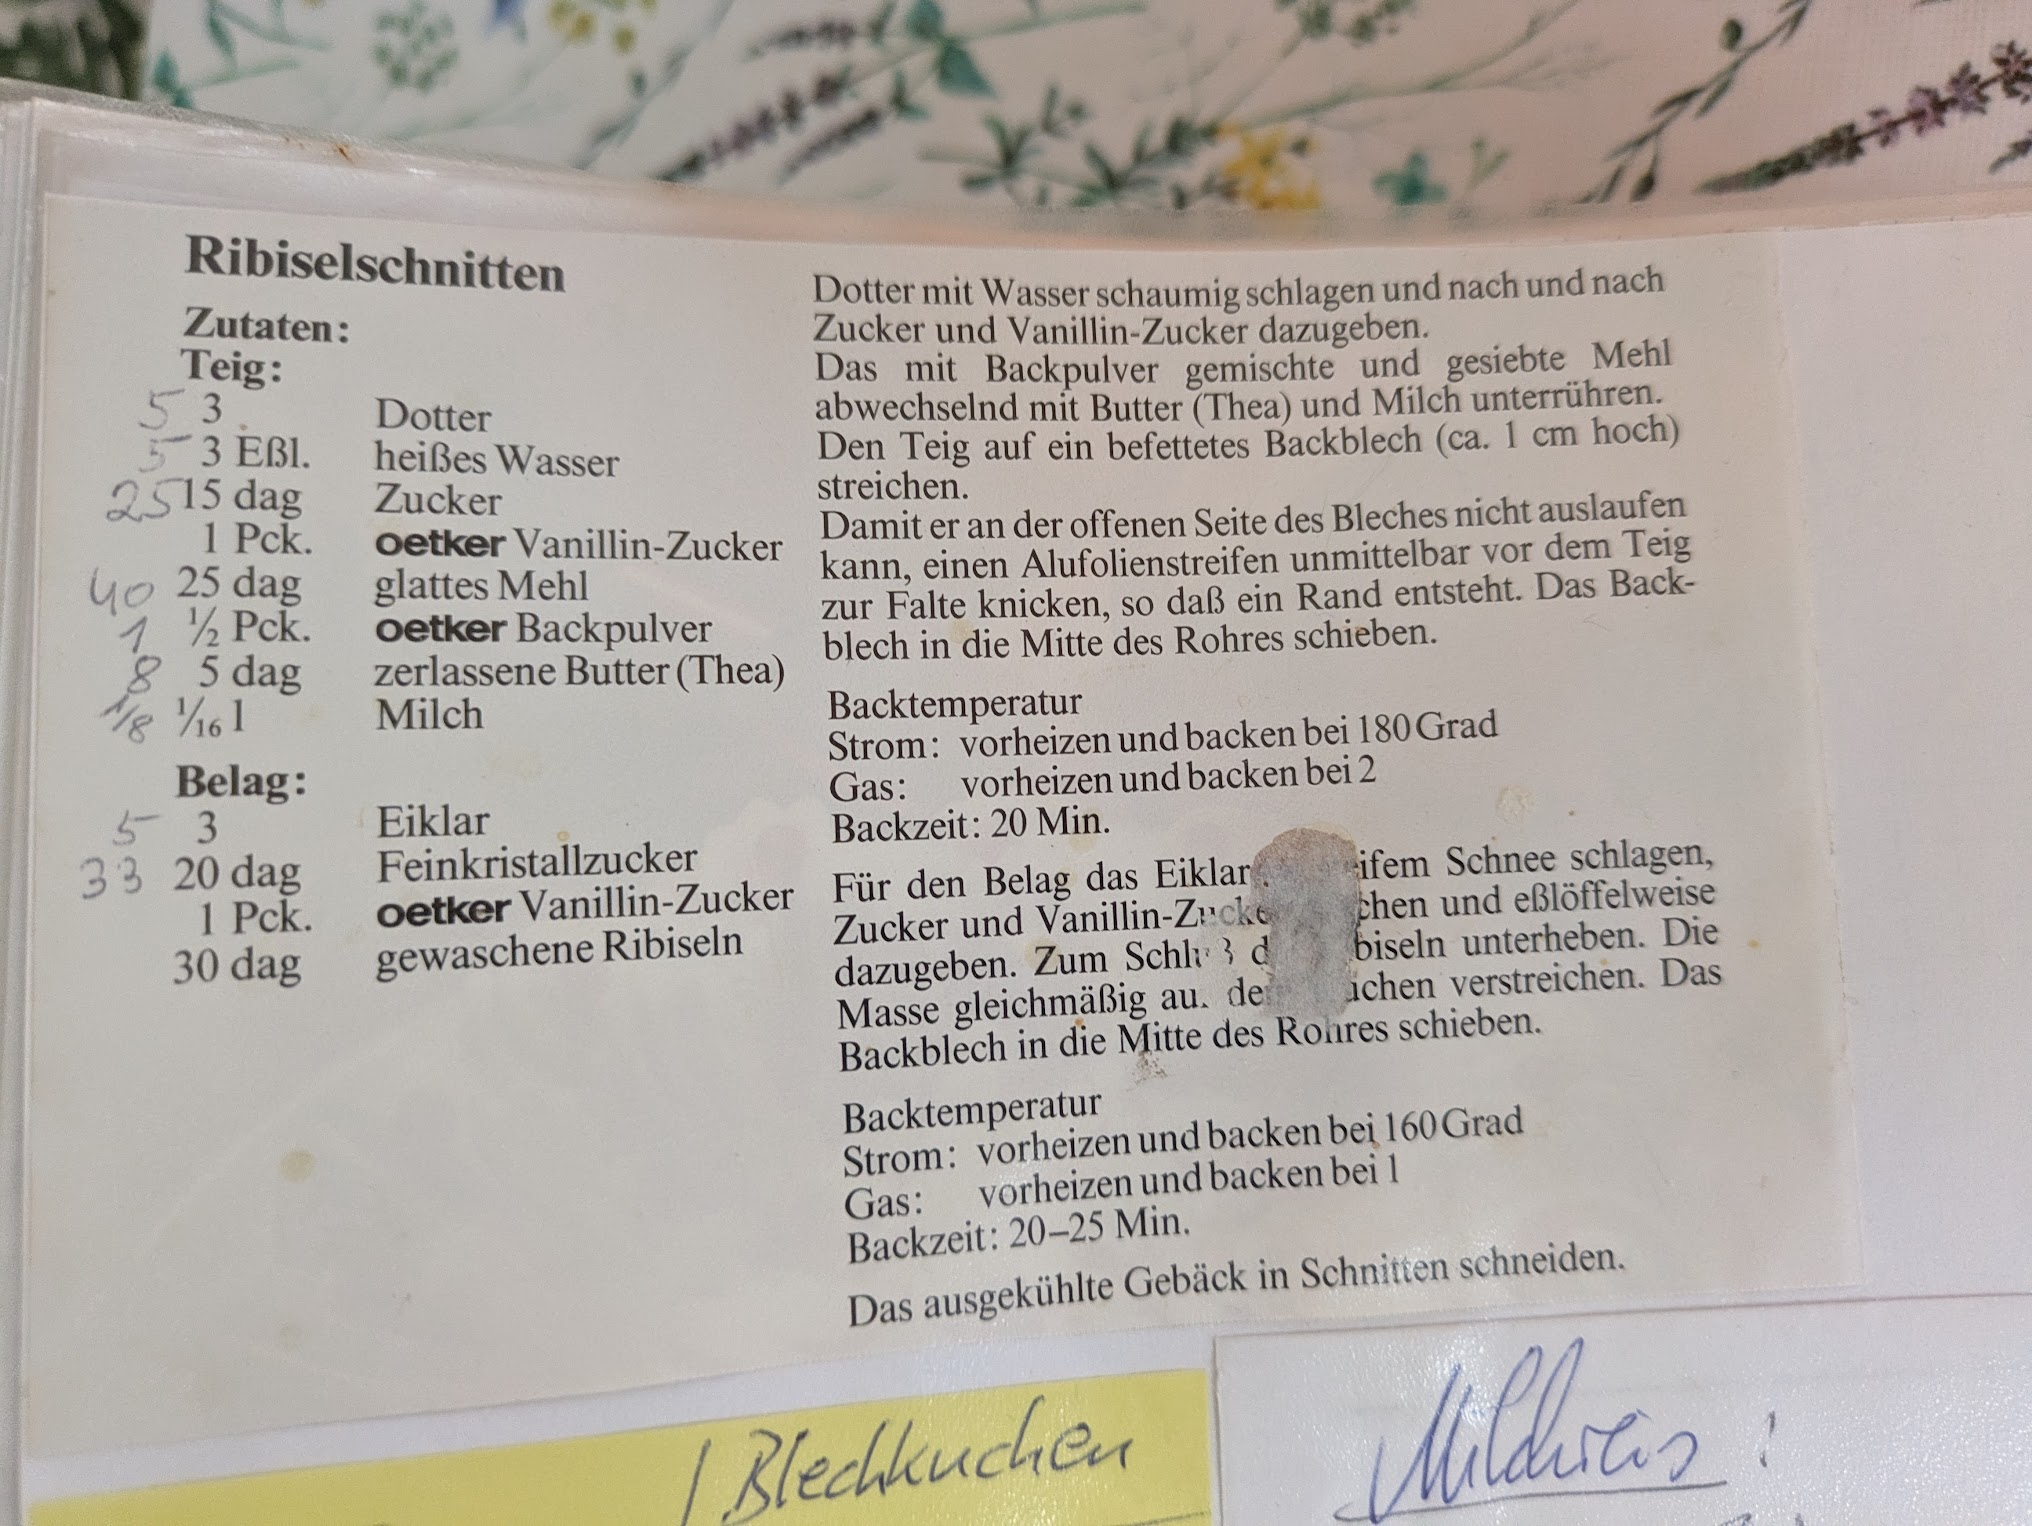 Ribiselschnitten
Zutaten:
Teig:
5 3 Dotter
5 3 Eßl. heißes Wasser
25 15 dag Zucker
1 Pck. oetker Vanillin-Zucker
40 25 dag glattes Mehl
1 ½ Pck. oetker Backpulver
8 5 dag zerlassene Butter (Thea)
1/8 1/16 l Milch
Belag:
5 3 Eiklar
33 20 dag Feinkristallzucker
1 Pck. oetker Vanillin-Zucker
30 dag gewaschene Ribiseln
Dotter mit Wasser schaumig schlagen und nach und nach
Zucker und Vanillin-Zucker dazugeben.
Das mit Backpulver gemischte und gesiebte Mehl
abwechselnd mit Butter (Thea) und Milch unterrühren.
Den Teig auf ein befettetes Backblech (ca. 1 cm hoch)
streichen.
Damit er an der offenen Seite des Bleches nicht auslaufen
kann, einen Alufolienstreifen unmittelbar vor dem Teig
zur Falte knicken, so daß ein Rand entsteht. Das Back-
blech in die Mitte des Rohres schieben.
Backtemperatur
Strom: vorheizen und backen bei 180 Grad
Gas: vorheizen und backen bei 2
Backzeit: 20 Min.
Für den Belag das Eiklar ifem Schnee schlagen,
Zucker und Vanillin-Zucke chen und eßlöffelweise
dazugeben. Zum Schluß d biseln unterheben. Die
Masse gleichmäßig auf de uchen verstreichen. Das
Backblech in die Mitte des Rohres schieben.
Backtemperatur
Strom: vorheizen und backen bei 160 Grad
Gas: vorheizen und backen bei 1
Backzeit: 20–25 Min.
Das ausgekühlte Gebäck in Schnitten schneiden.
Blechkuchen
Milchreis: